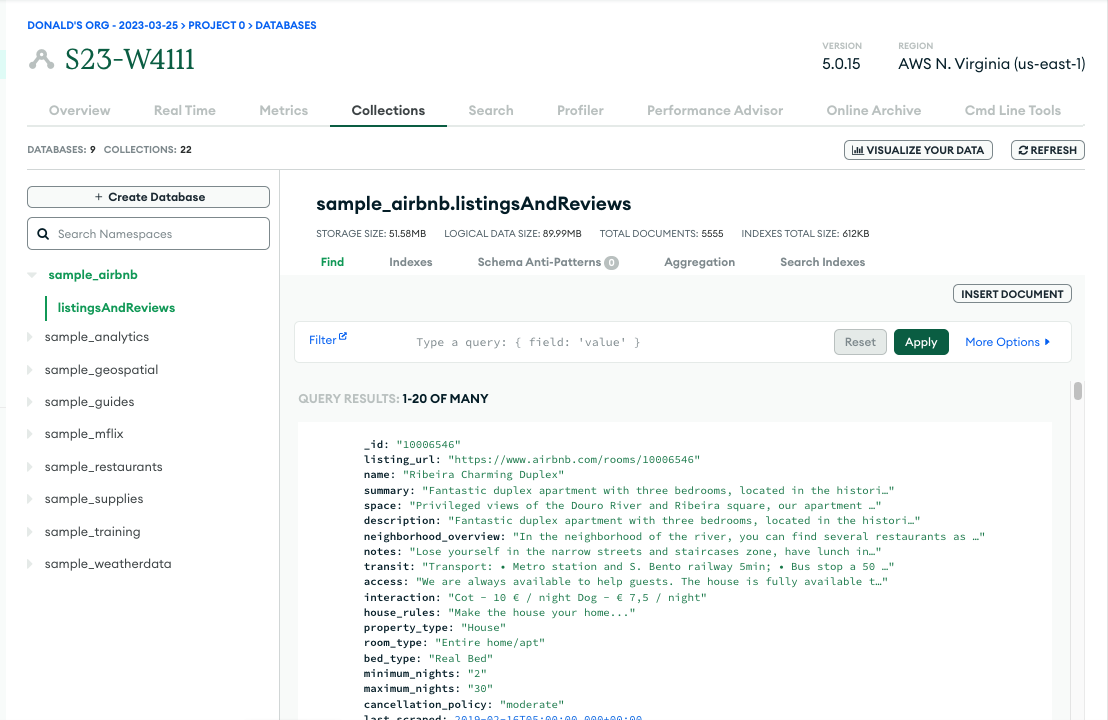 DONALD'S ORG - 2023-03-25 > PROJECT 0 > DATABASES
S23-W4111
VERSION
5.0.15
REGION
AWS N. Virginia (us-east-1)
Overview Real Time Metrics Collections Search Profiler Performance Advisor Online Archive Cmd Line Tools
DATABASES: 9 COLLECTIONS: 22
VISUALIZE YOUR DATA REFRESH
+ Create Database
Search Namespaces
sample_airbnb
listingsAndReviews
sample_analytics
sample_geospatial
sample_guides
sample_mflix
sample_restaurants
sample_supplies
sample_training
sample_weatherdata
sample_airbnb.listingsAndReviews
STORAGE SIZE: 51.58MB LOGICAL DATA SIZE: 89.99MB TOTAL DOCUMENTS: 5555 INDEXES TOTAL SIZE: 612KB
Find Indexes Schema Anti-Patterns 0 Aggregation Search Indexes
INSERT DOCUMENT
Filter Type a query: { field: 'value' } Reset Apply More Options
QUERY RESULTS: 1-20 OF MANY
_id: "10006546"
listing_url: "https://www.airbnb.com/rooms/10006546"
name: "Ribeira Charming Duplex"
summary: "Fantastic duplex apartment with three bedrooms, located in the histori…"
space: "Privileged views of the Douro River and Ribeira square, our apartment …"
description: "Fantastic duplex apartment with three bedrooms, located in the histori…"
neighborhood_overview: "In the neighborhood of the river, you can find several restaurants as …"
notes: "Lose yourself in the narrow streets and staircases zone, have lunch in…"
transit: "Transport: • Metro station and S. Bento railway 5min; • Bus stop a 50 …"
access: "We are always available to help guests. The house is fully available t…"
interaction: "Cot - 10 € / night Dog - € 7,5 / night"
house_rules: "Make the house your home..."
property_type: "House"
room_type: "Entire home/apt"
bed_type: "Real Bed"
minimum_nights: "2"
maximum_nights: "30"
cancellation_policy: "moderate"
last_scraped: 2019-02-16T05:00:00.000+00:00